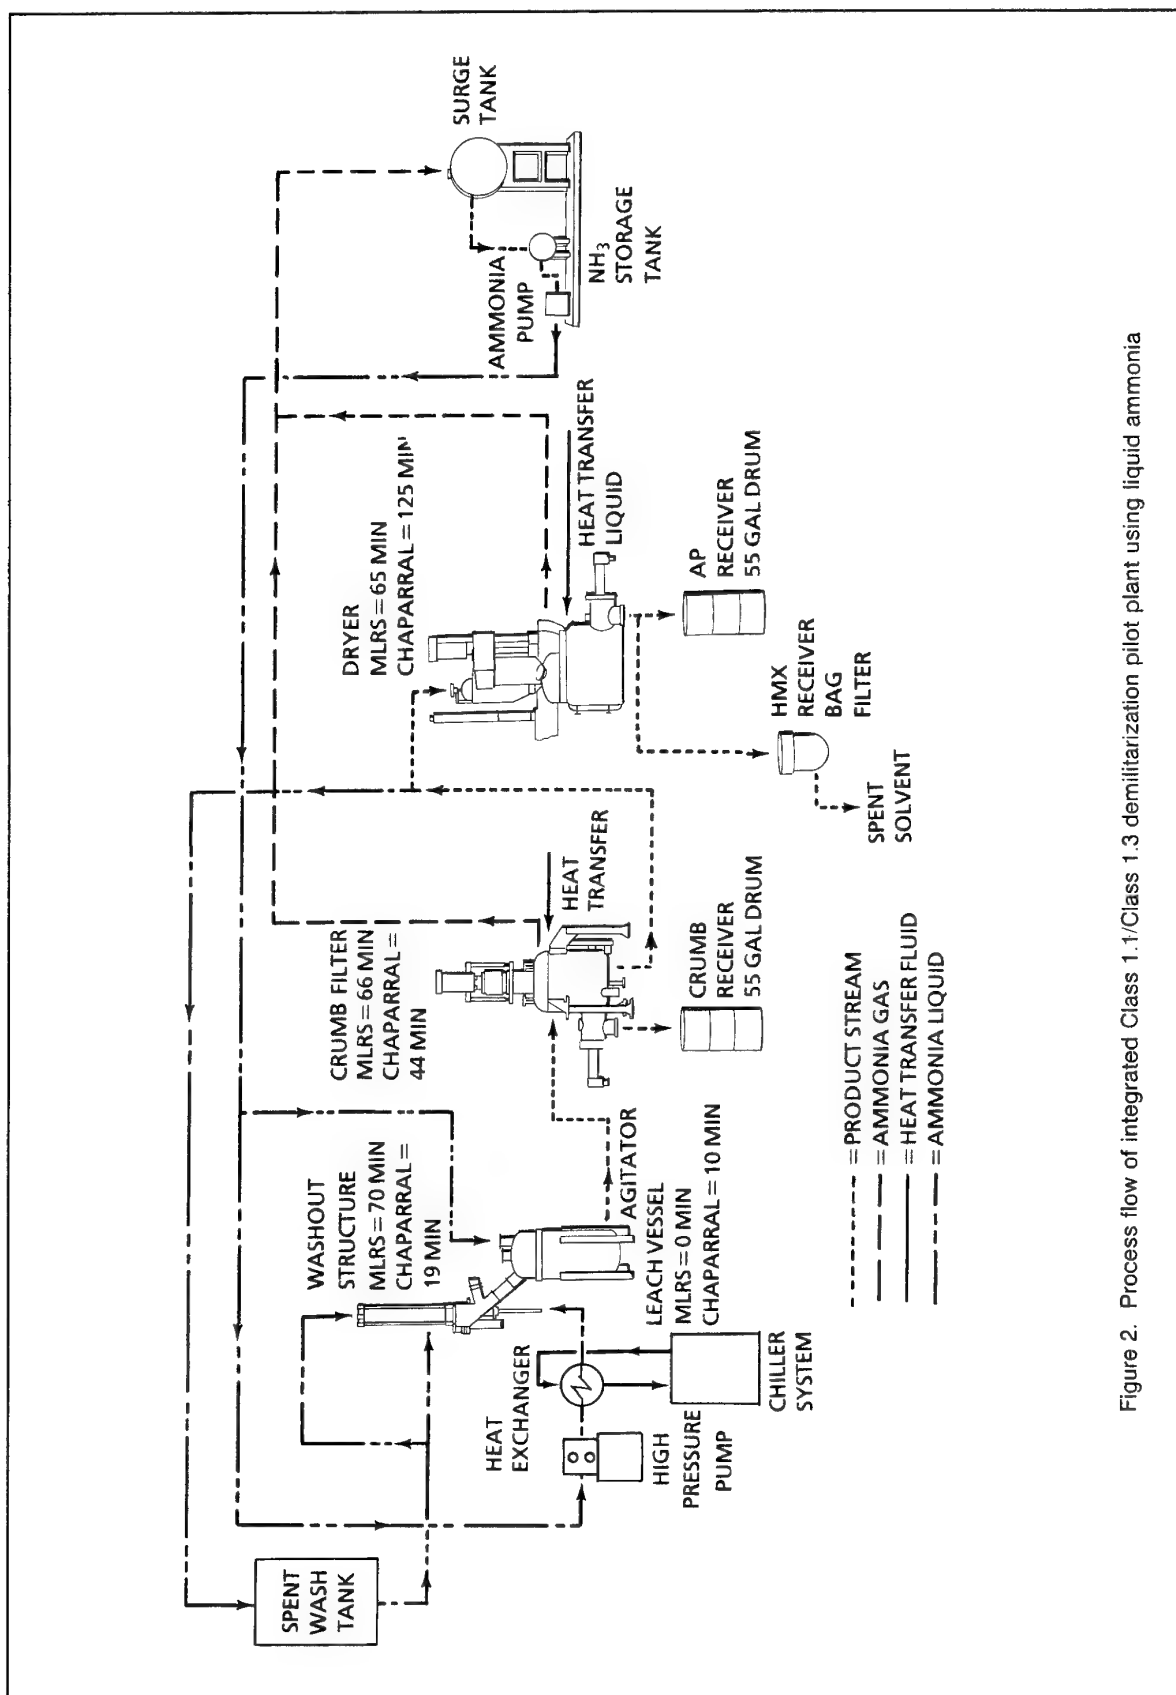 SPENT
WASH
TANK
WASHOUT
STRUCTURE
MLRS = 70 MIN
CHAPARRAL =
19 MIN
CRUMB FILTER
MLRS = 66 MIN
CHAPARRAL =
44 MIN
DRYER
MLRS = 65 MIN
CHAPARRAL = 125 MIN
SURGE
TANK
AMMONIA
PUMP
NH3
STORAGE
TANK
HEAT
EXCHANGER
HIGH
PRESSURE
PUMP
CHILLER
SYSTEM
AGITATOR
LEACH VESSEL
MLRS = 0 MIN
CHAPARRAL = 10 MIN
HEAT
TRANSFER
CRUMB
RECEIVER
55 GAL DRUM
HEAT TRANSFER
LIQUID
AP
RECEIVER
55 GAL DRUM
HMX
RECEIVER
BAG
FILTER
SPENT
SOLVENT
= PRODUCT STREAM
= AMMONIA GAS
= HEAT TRANSFER FLUID
= AMMONIA LIQUID
Figure 2. Process flow of integrated Class 1.1/Class 1.3 demilitarization pilot plant using liquid ammonia